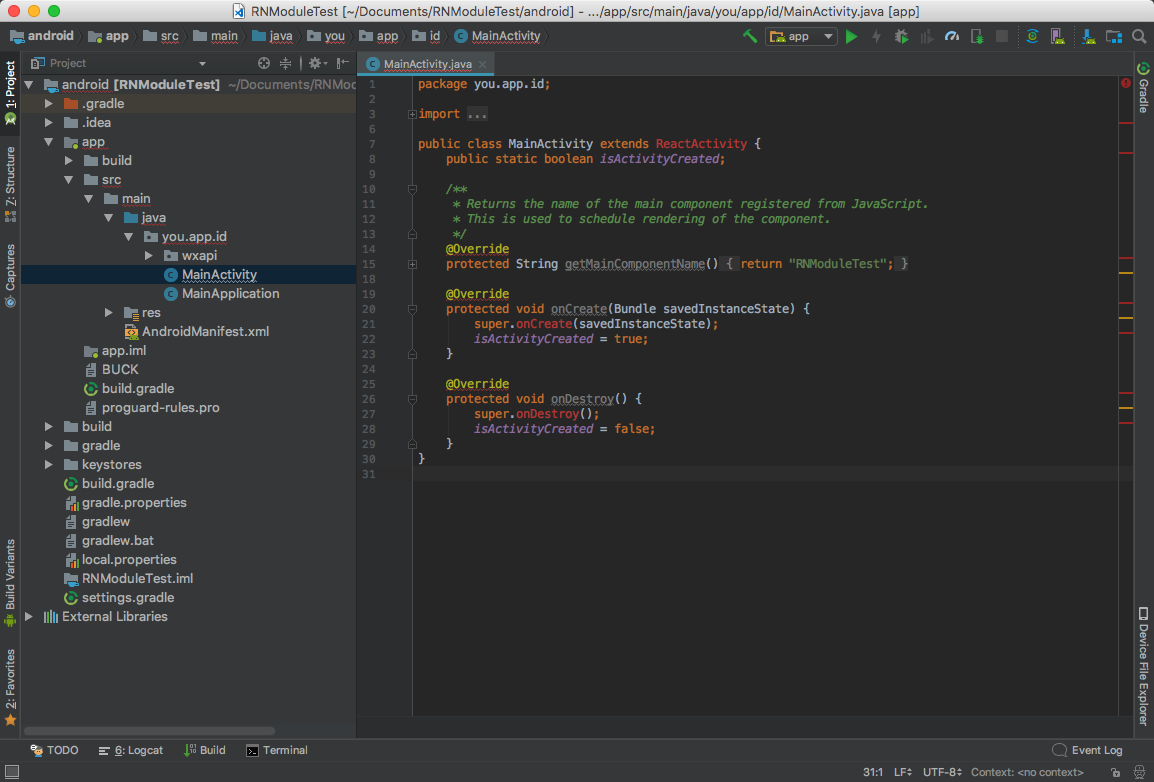 RNModuleTest [~/Documents/RNModuleTest/android] - .../app/src/main/java/you/app/id/MainActivity.java [app]
android app src main java you app id MainActivity app
1: Project
Z: Structure
Captures
Build Variants
2: Favorites
Project
android [RNModuleTest] ~/Documents/RNMoc
.gradle
.idea
app
build
src
main
java
you.app.id
wxapi
MainActivity
MainApplication
res
AndroidManifest.xml
app.iml
BUCK
build.gradle
proguard-rules.pro
build
gradle
keystores
build.gradle
gradle.properties
gradlew
gradlew.bat
local.properties
RNModuleTest.iml
settings.gradle
External Libraries
MainActivity.java
1 package you.app.id;
2
3 import ...
6
7 public class MainActivity extends ReactActivity {
8 public static boolean isActivityCreated;
9
10 /**
11 * Returns the name of the main component registered from JavaScript.
12 * This is used to schedule rendering of the component.
13 */
14 @Override
15 protected String getMainComponentName() { return "RNModuleTest"; }
18
19 @Override
20 protected void onCreate(Bundle savedInstanceState) {
21 super.onCreate(savedInstanceState);
22 isActivityCreated = true;
23 }
24
25 @Override
26 protected void onDestroy() {
27 super.onDestroy();
28 isActivityCreated = false;
29 }
30 }
31
Gradle
Device File Explorer
TODO 6: Logcat Build Terminal Event Log
31:1 LF UTF-8 Context: <no context>